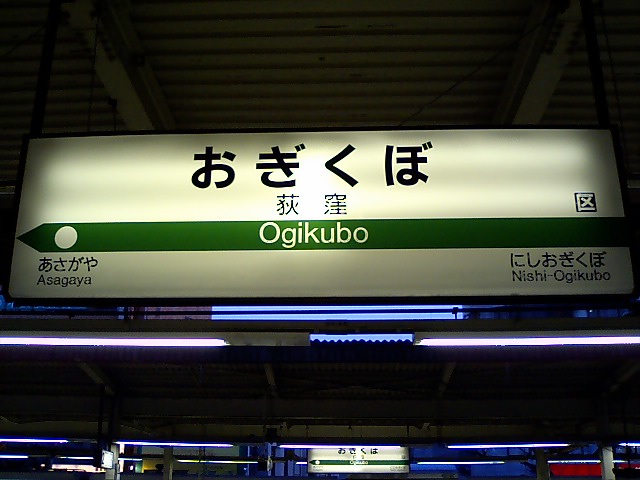 おぎくぼ
荻窪
区
Ogikubo
あさがや
Asagaya
にしおぎくぼ
Nishi-Ogikubo
おぎくぼ
Ogikubo